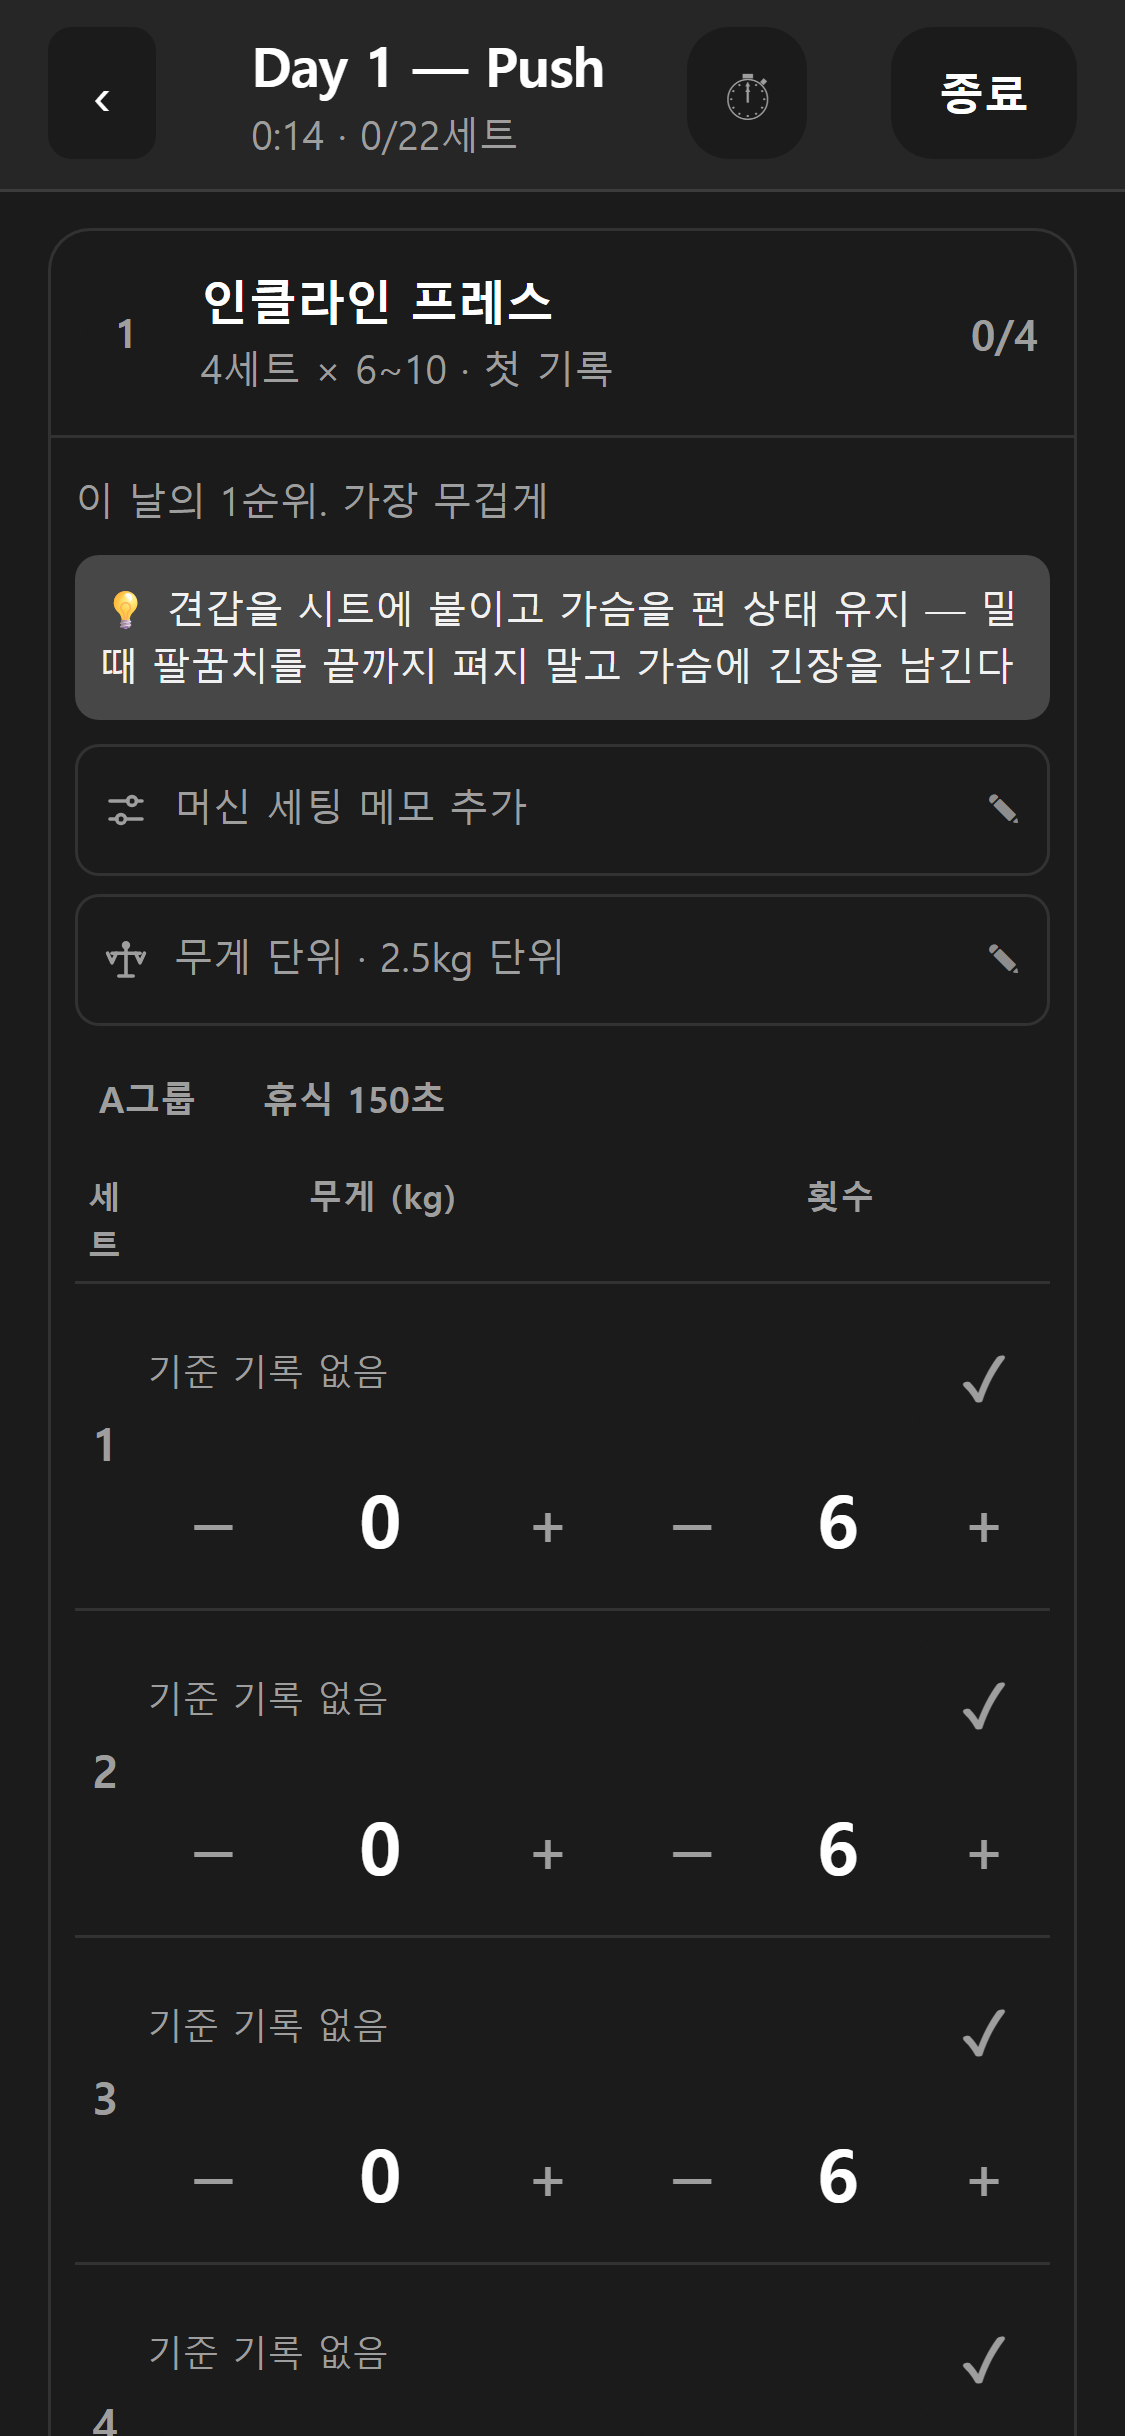 ‹
Day 1 — Push
0:14 · 0/22세트
종료
1
인클라인 프레스
4세트 × 6~10 · 첫 기록
0/4
이 날의 1순위. 가장 무겁게
💡 견갑을 시트에 붙이고 가슴을 편 상태 유지 — 밀
때 팔꿈치를 끝까지 펴지 말고 가슴에 긴장을 남긴다
머신 세팅 메모 추가
무게 단위 · 2.5kg 단위
A그룹 휴식 150초
세트 무게 (kg) 횟수
기준 기록 없음 ✓
1
— 0 + — 6 +
기준 기록 없음 ✓
2
— 0 + — 6 +
기준 기록 없음 ✓
3
— 0 + — 6 +
기준 기록 없음 ✓
4